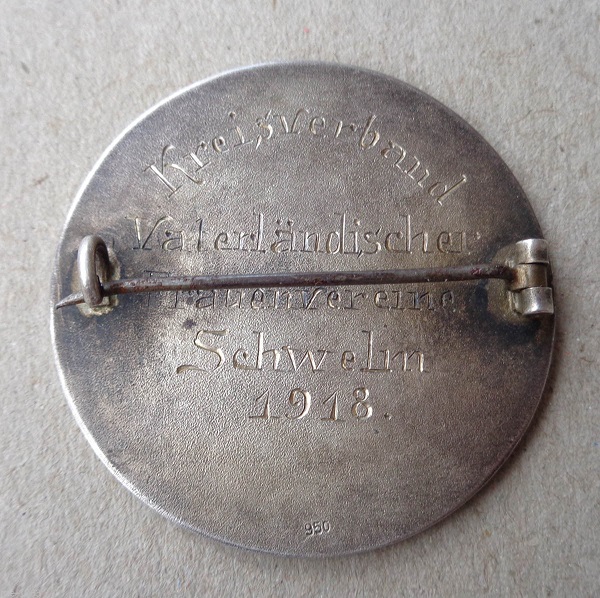 Kreisverband
Vaterländischer
Frauenvereine
Schwelm
1918.
950